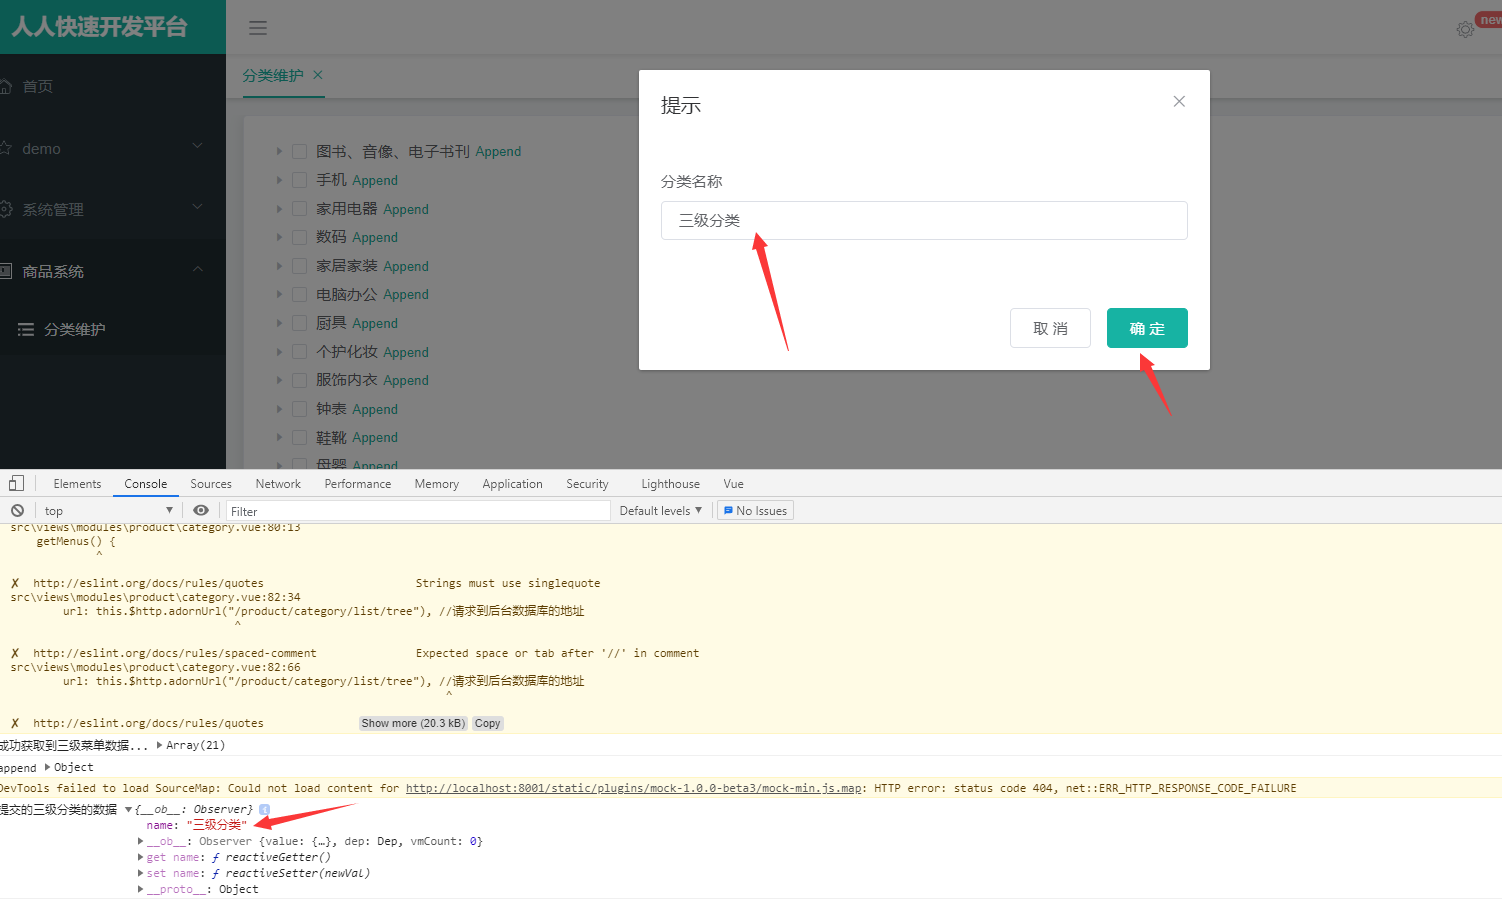 人人快速开发平台
new
首页
demo
系统管理
商品系统
分类维护
分类维护 ×
图书、音像、电子书刊 Append
手机 Append
家用电器 Append
数码 Append
家居家装 Append
电脑办公 Append
厨具 Append
个护化妆 Append
服饰内衣 Append
钟表 Append
鞋靴 Append
母婴 Append
提示
分类名称
三级分类
取 消
确 定
Elements Console Sources Network Performance Memory Application Security Lighthouse Vue
top Filter Default levels No Issues
src\views\modules\product\category.vue:80:13
getMenus() {
^
✘ http://eslint.org/docs/rules/quotes Strings must use singlequote
src\views\modules\product\category.vue:82:34
url: this.$http.adornUrl("/product/category/list/tree"), //请求到后台数据库的地址
^
✘ http://eslint.org/docs/rules/spaced-comment Expected space or tab after '//' in comment
src\views\modules\product\category.vue:82:66
url: this.$http.adornUrl("/product/category/list/tree"), //请求到后台数据库的地址
^
✘ http://eslint.org/docs/rules/quotes Show more (20.3 kB) Copy
成功获取到三级菜单数据... Array(21)
append Object
DevTools failed to load SourceMap: Could not load content for http://localhost:8001/static/plugins/mock-1.0.0-beta3/mock-min.js.map: HTTP error: status code 404, net::ERR_HTTP_RESPONSE_CODE_FAILURE
提交的三级分类的数据 {__ob__: Observer} i
name: "三级分类"
__ob__: Observer {value: {…}, dep: Dep, vmCount: 0}
get name: ƒ reactiveGetter()
set name: ƒ reactiveSetter(newVal)
__proto__: Object